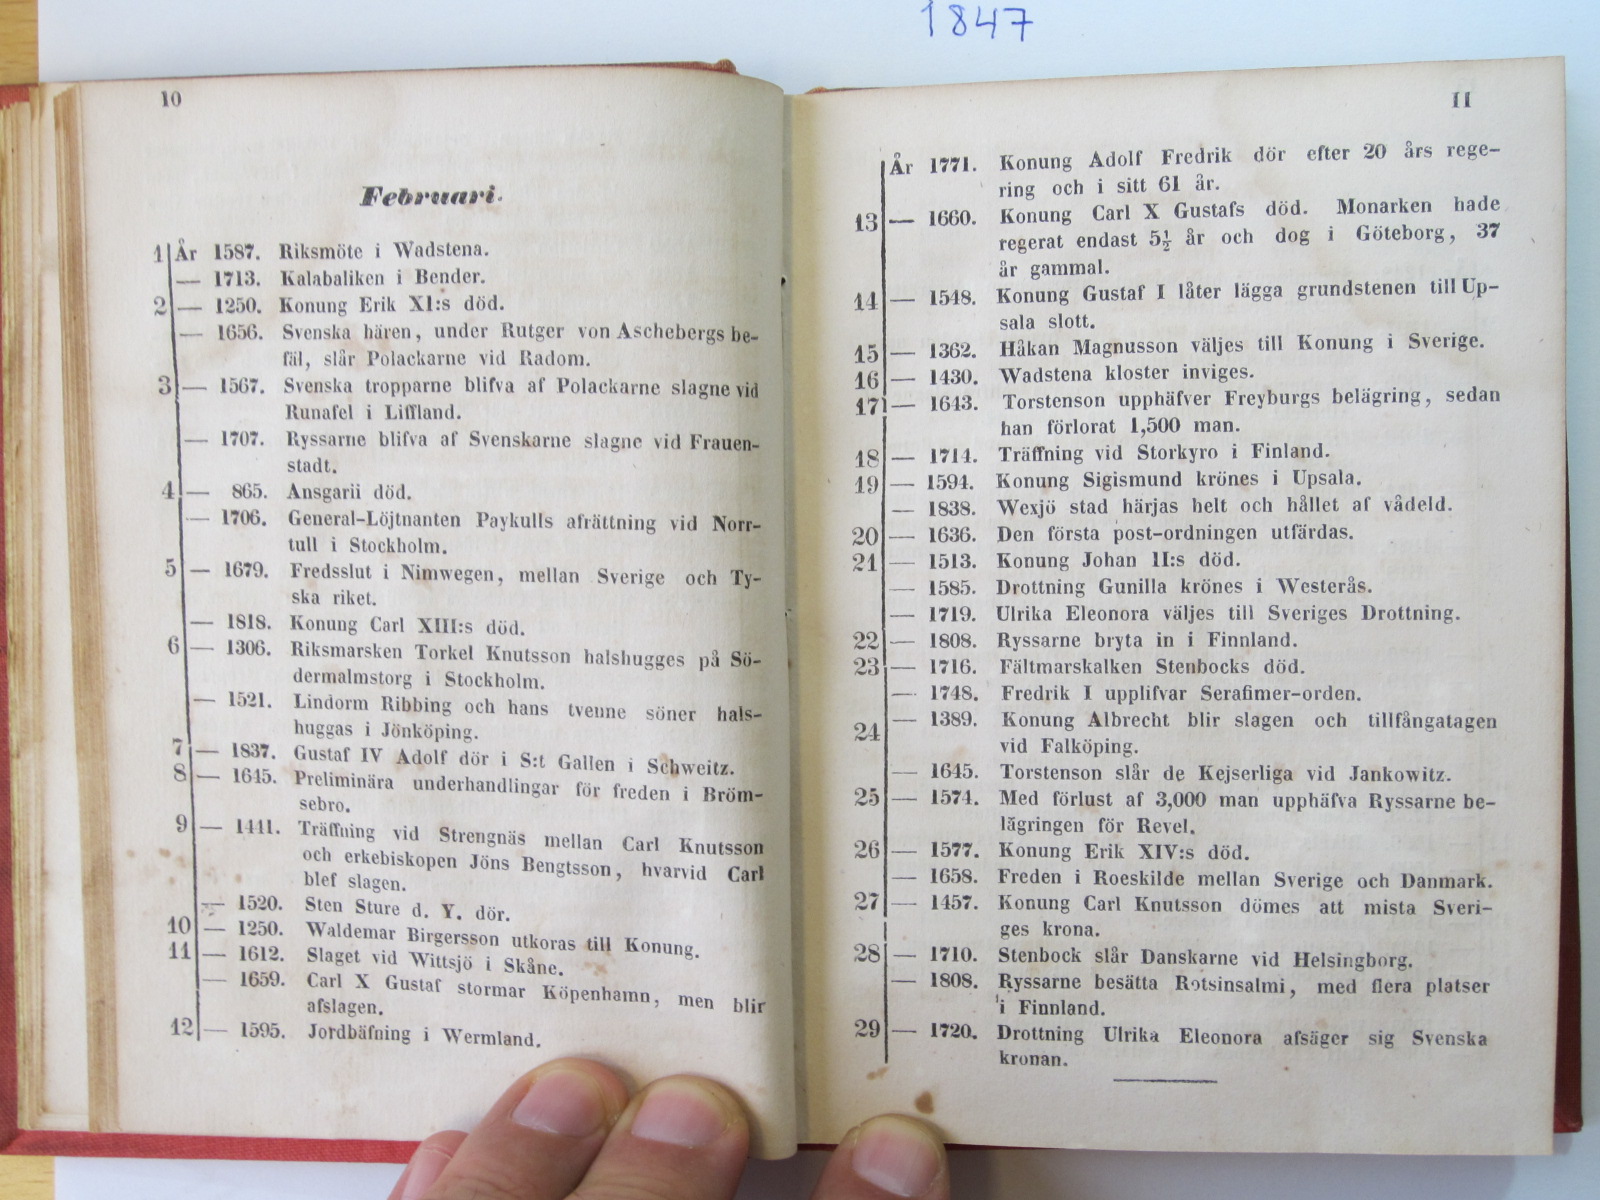 1847
10
Februari.
1 År 1587. Riksmöte i Wadstena.
— 1713. Kalabaliken i Bender.
2 — 1250. Konung Erik XI:s död.
— 1656. Svenska hären, under Rutger von Aschebergs be-
fäl, slår Polackarne vid Radom.
3 — 1567. Svenska tropparne blifva af Polackarne slagne vid
Runafel i Liffland.
— 1707. Ryssarne blifva af Svenskarne slagne vid Frauen-
stadt.
4 — 865. Ansgarii död.
— 1706. General-Löjtnanten Paykulls afrättning vid Norr-
tull i Stockholm.
5 — 1679. Fredsslut i Nimwegen, mellan Sverige och Ty-
ska riket.
— 1818. Konung Carl XIII:s död.
6 — 1306. Riksmarsken Torkel Knutsson halshugges på Sö-
dermalmstorg i Stockholm.
— 1521. Lindorm Ribbing och hans tvenne söner hals-
huggas i Jönköping.
7 — 1837. Gustaf IV Adolf dör i S:t Gallen i Schweitz.
8 — 1645. Preliminära underhandlingar för freden i Bröm-
sebro.
9 — 1441. Träffning vid Strengnäs mellan Carl Knutsson
och erkebiskopen Jöns Bengtsson, hvarvid Carl
blef slagen.
— 1520. Sten Sture d. Y. dör.
10 — 1250. Waldemar Birgersson utkoras till Konung.
11 — 1612. Slaget vid Wittsjö i Skåne.
— 1659. Carl X Gustaf stormar Köpenhamn, men blir
afslagen.
12 — 1595. Jordbäfning i Wermland.
11
År 1771. Konung Adolf Fredrik dör efter 20 års rege-
ring och i sitt 61 år.
13 — 1660. Konung Carl X Gustafs död. Monarken hade
regerat endast 5½ år och dog i Göteborg, 37
år gammal.
14 — 1548. Konung Gustaf I låter lägga grundstenen till Up-
sala slott.
15 — 1362. Håkan Magnusson väljes till Konung i Sverige.
16 — 1430. Wadstena kloster inviges.
17 — 1643. Torstenson upphäfver Freyburgs belägring, sedan
han förlorat 1,500 man.
18 — 1714. Träffning vid Storkyro i Finland.
19 — 1594. Konung Sigismund krönes i Upsala.
— 1838. Wexjö stad härjas helt och hållet af vådeld.
20 — 1636. Den första post-ordningen utfärdas.
21 — 1513. Konung Johan II:s död.
— 1585. Drottning Gunilla krönes i Westerås.
— 1719. Ulrika Eleonora väljes till Sveriges Drottning.
22 — 1808. Ryssarne bryta in i Finnland.
23 — 1716. Fältmarskalken Stenbocks död.
— 1748. Fredrik I upplifvar Serafimer-orden.
24 — 1389. Konung Albrecht blir slagen och tillfångatagen
vid Falköping.
— 1645. Torstenson slår de Kejserliga vid Jankowitz.
25 — 1574. Med förlust af 3,000 man upphäfva Ryssarne be-
lägringen för Revel.
26 — 1577. Konung Erik XIV:s död.
— 1658. Freden i Roeskilde mellan Sverige och Danmark.
27 — 1457. Konung Carl Knutsson dömes att mista Sveri-
ges krona.
28 — 1710. Stenbock slår Danskarne vid Helsingborg.
— 1808. Ryssarne besätta Rotsinsalmi, med flera platser
i Finnland.
29 — 1720. Drottning Ulrika Eleonora afsäger sig Svenska
kronan.